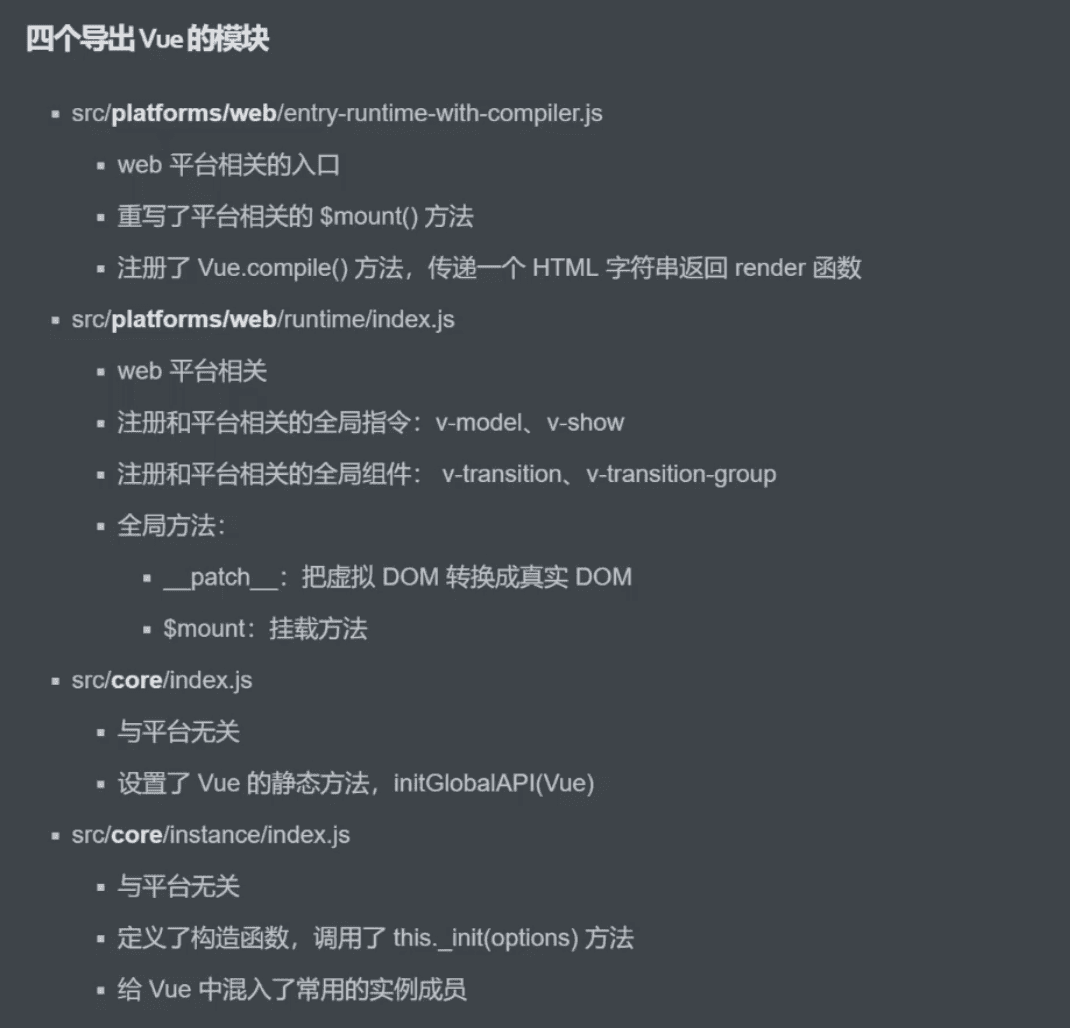 四个导出 Vue 的模块
src/platforms/web/entry-runtime-with-compiler.js
web 平台相关的入口
重写了平台相关的 $mount() 方法
注册了 Vue.compile() 方法，传递一个 HTML 字符串返回 render 函数
src/platforms/web/runtime/index.js
web 平台相关
注册和平台相关的全局指令：v-model、v-show
注册和平台相关的全局组件： v-transition、v-transition-group
全局方法：
__patch__：把虚拟 DOM 转换成真实 DOM
$mount：挂载方法
src/core/index.js
与平台无关
设置了 Vue 的静态方法，initGlobalAPI(Vue)
src/core/instance/index.js
与平台无关
定义了构造函数，调用了 this._init(options) 方法
给 Vue 中混入了常用的实例成员